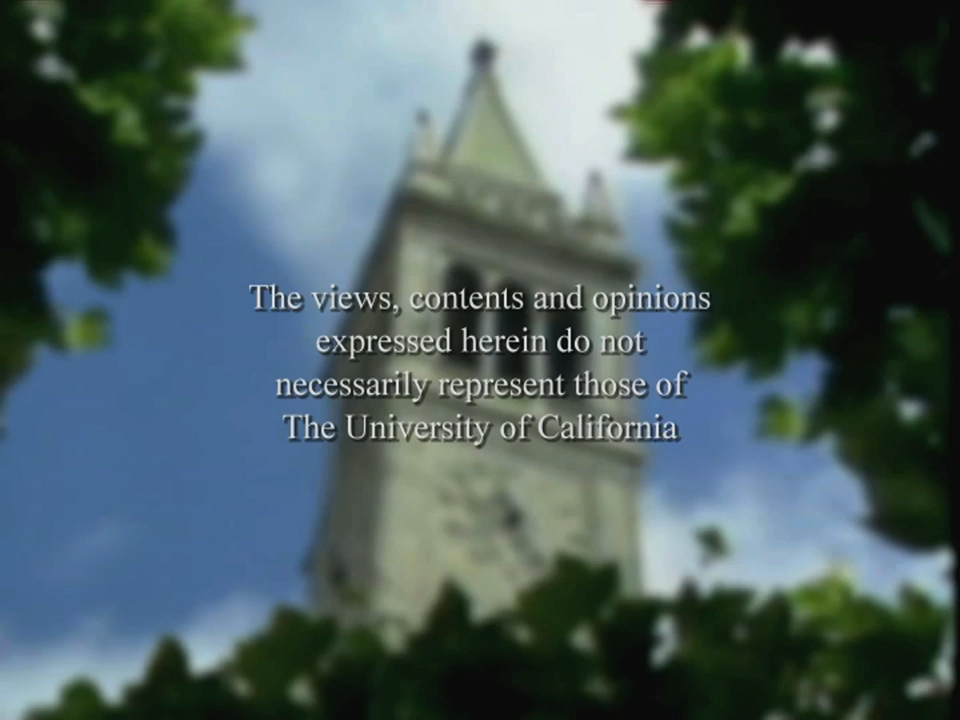 The views, contents and opinions
expressed herein do not
necessarily represent those of
The University of California